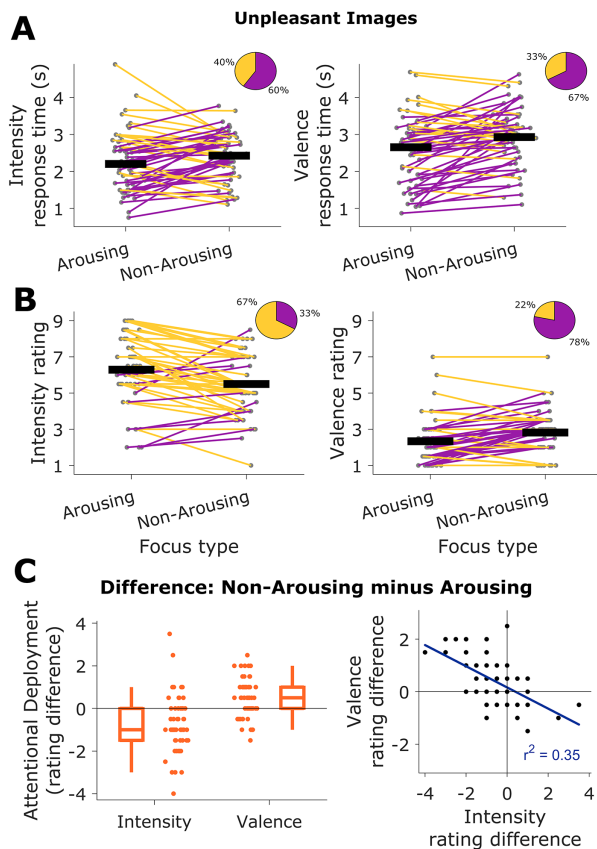 A
Unpleasant Images
Intensity
response time (s)
4
3
2
1
40%
60%
Arousing
Non-Arousing
Valence
response time (s)
4
3
2
1
33%
67%
Arousing
Non-Arousing
B
Intensity rating
9
7
5
3
1
67%
33%
Arousing
Non-Arousing
Focus type
Valence rating
9
7
5
3
1
22%
78%
Arousing
Non-Arousing
Focus type
C
Difference: Non-Arousing minus Arousing
Attentional Deployment
(rating difference)
4
2
0
-2
-4
Intensity
Valence
Valence
rating difference
2
0
-2
r² = 0.35
-4
-2
0
2
Intensity
rating difference